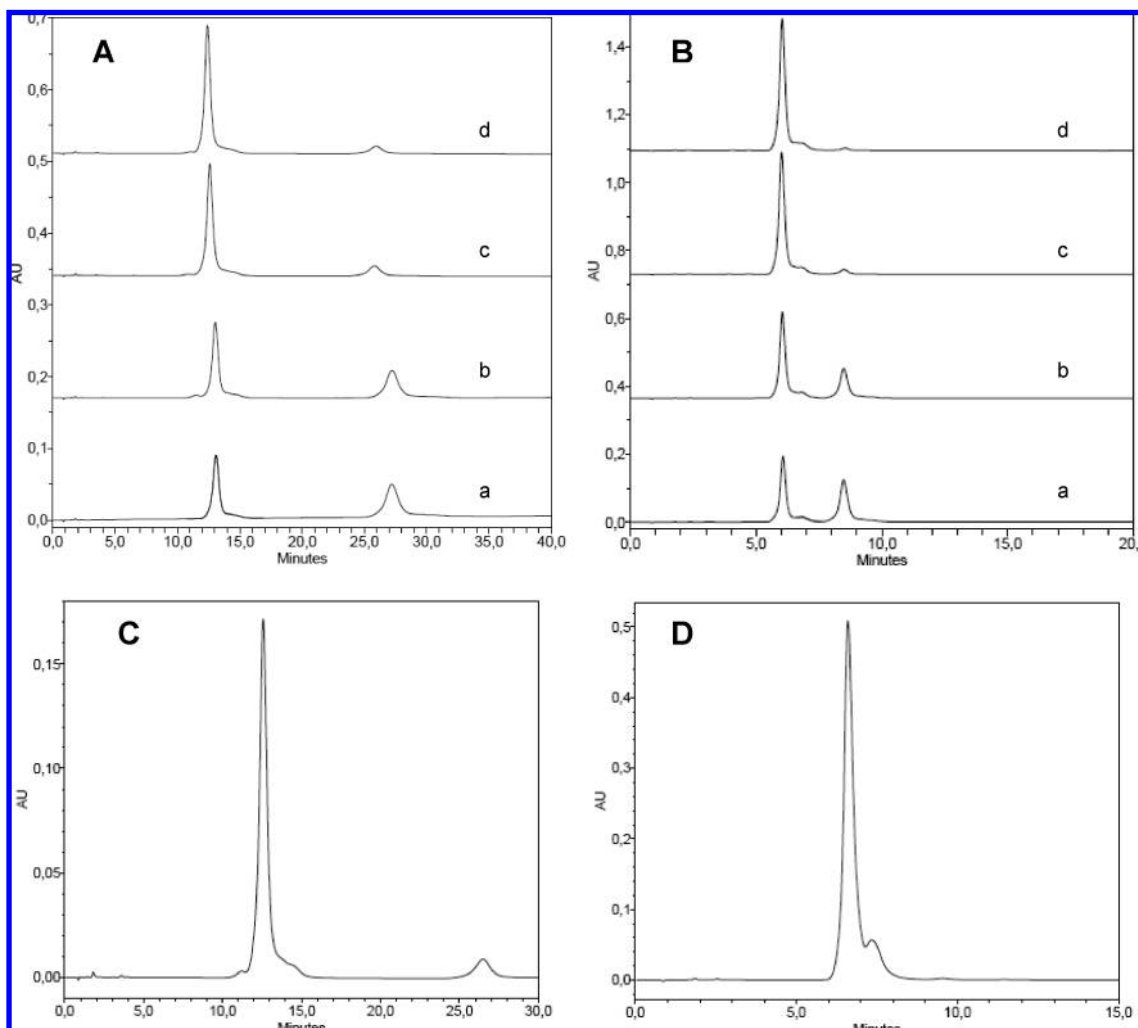 A
0,7
0,6
0,5
0,4
0,3
0,2
0,1
0,0
AU
d
c
b
a
0,0 5,0 10,0 15,0 20,0 25,0 30,0 35,0 40,0
Minutes
B
1,4
1,2
1,0
0,8
0,6
0,4
0,2
0,0
AU
d
c
b
a
0,0 5,0 10,0 15,0 20,
Minutes
C
0,15
0,10
0,05
0,00
AU
0,0 5,0 10,0 15,0 20,0 25,0 30,0
Minutes
D
0,5
0,4
0,3
0,2
0,1
0,0
AU
0,0 5,0 10,0 15,0
Minutes